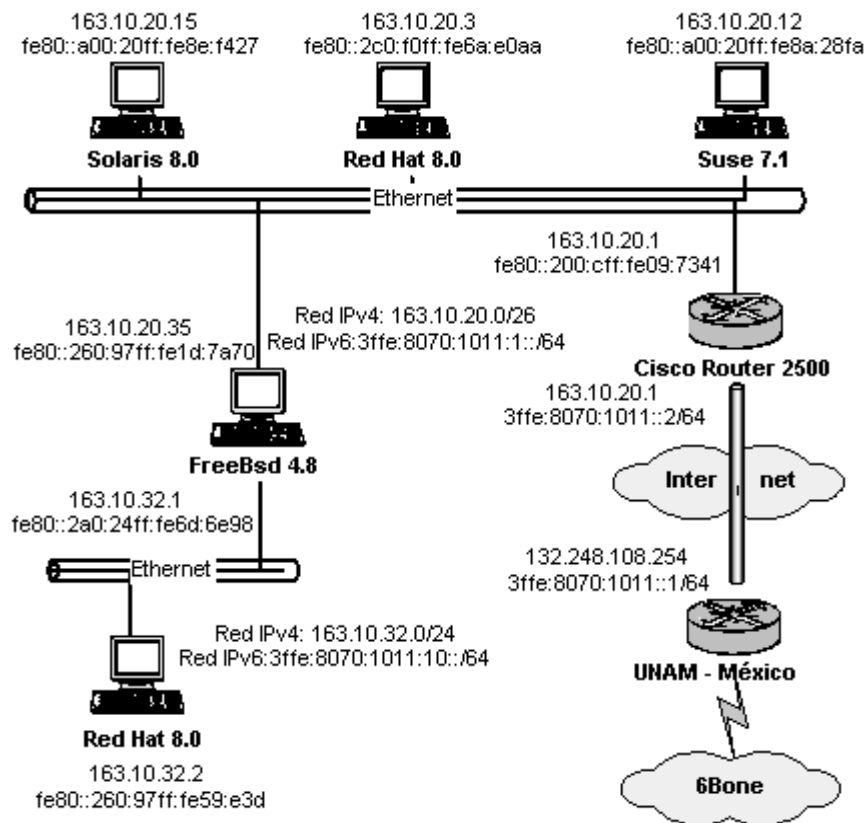 163.10.20.15
fe80::a00:20ff:fe8e:f427
163.10.20.3
fe80::2c0:f0ff:fe6a:e0aa
163.10.20.12
fe80::a00:20ff:fe8a:28fa
Solaris 8.0
Red Hat 8.0
Suse 7.1
Ethernet
163.10.20.1
fe80::200:cff:fe09:7341
163.10.20.35
fe80::260:97ff:fe1d:7a70
Red IPv4: 163.10.20.0/26
Red IPv6:3ffe:8070:1011:1::/64
Cisco Router 2500
163.10.20.1
3ffe:8070:1011::2/64
FreeBsd 4.8
Inter net
163.10.32.1
fe80::2a0:24ff:fe6d:6e98
Ethernet
132.248.108.254
3ffe:8070:1011::1/64
Red IPv4: 163.10.32.0/24
Red IPv6:3ffe:8070:1011:10::/64
UNAM - México
Red Hat 8.0
163.10.32.2
fe80::260:97ff:fe59:e3d
6Bone